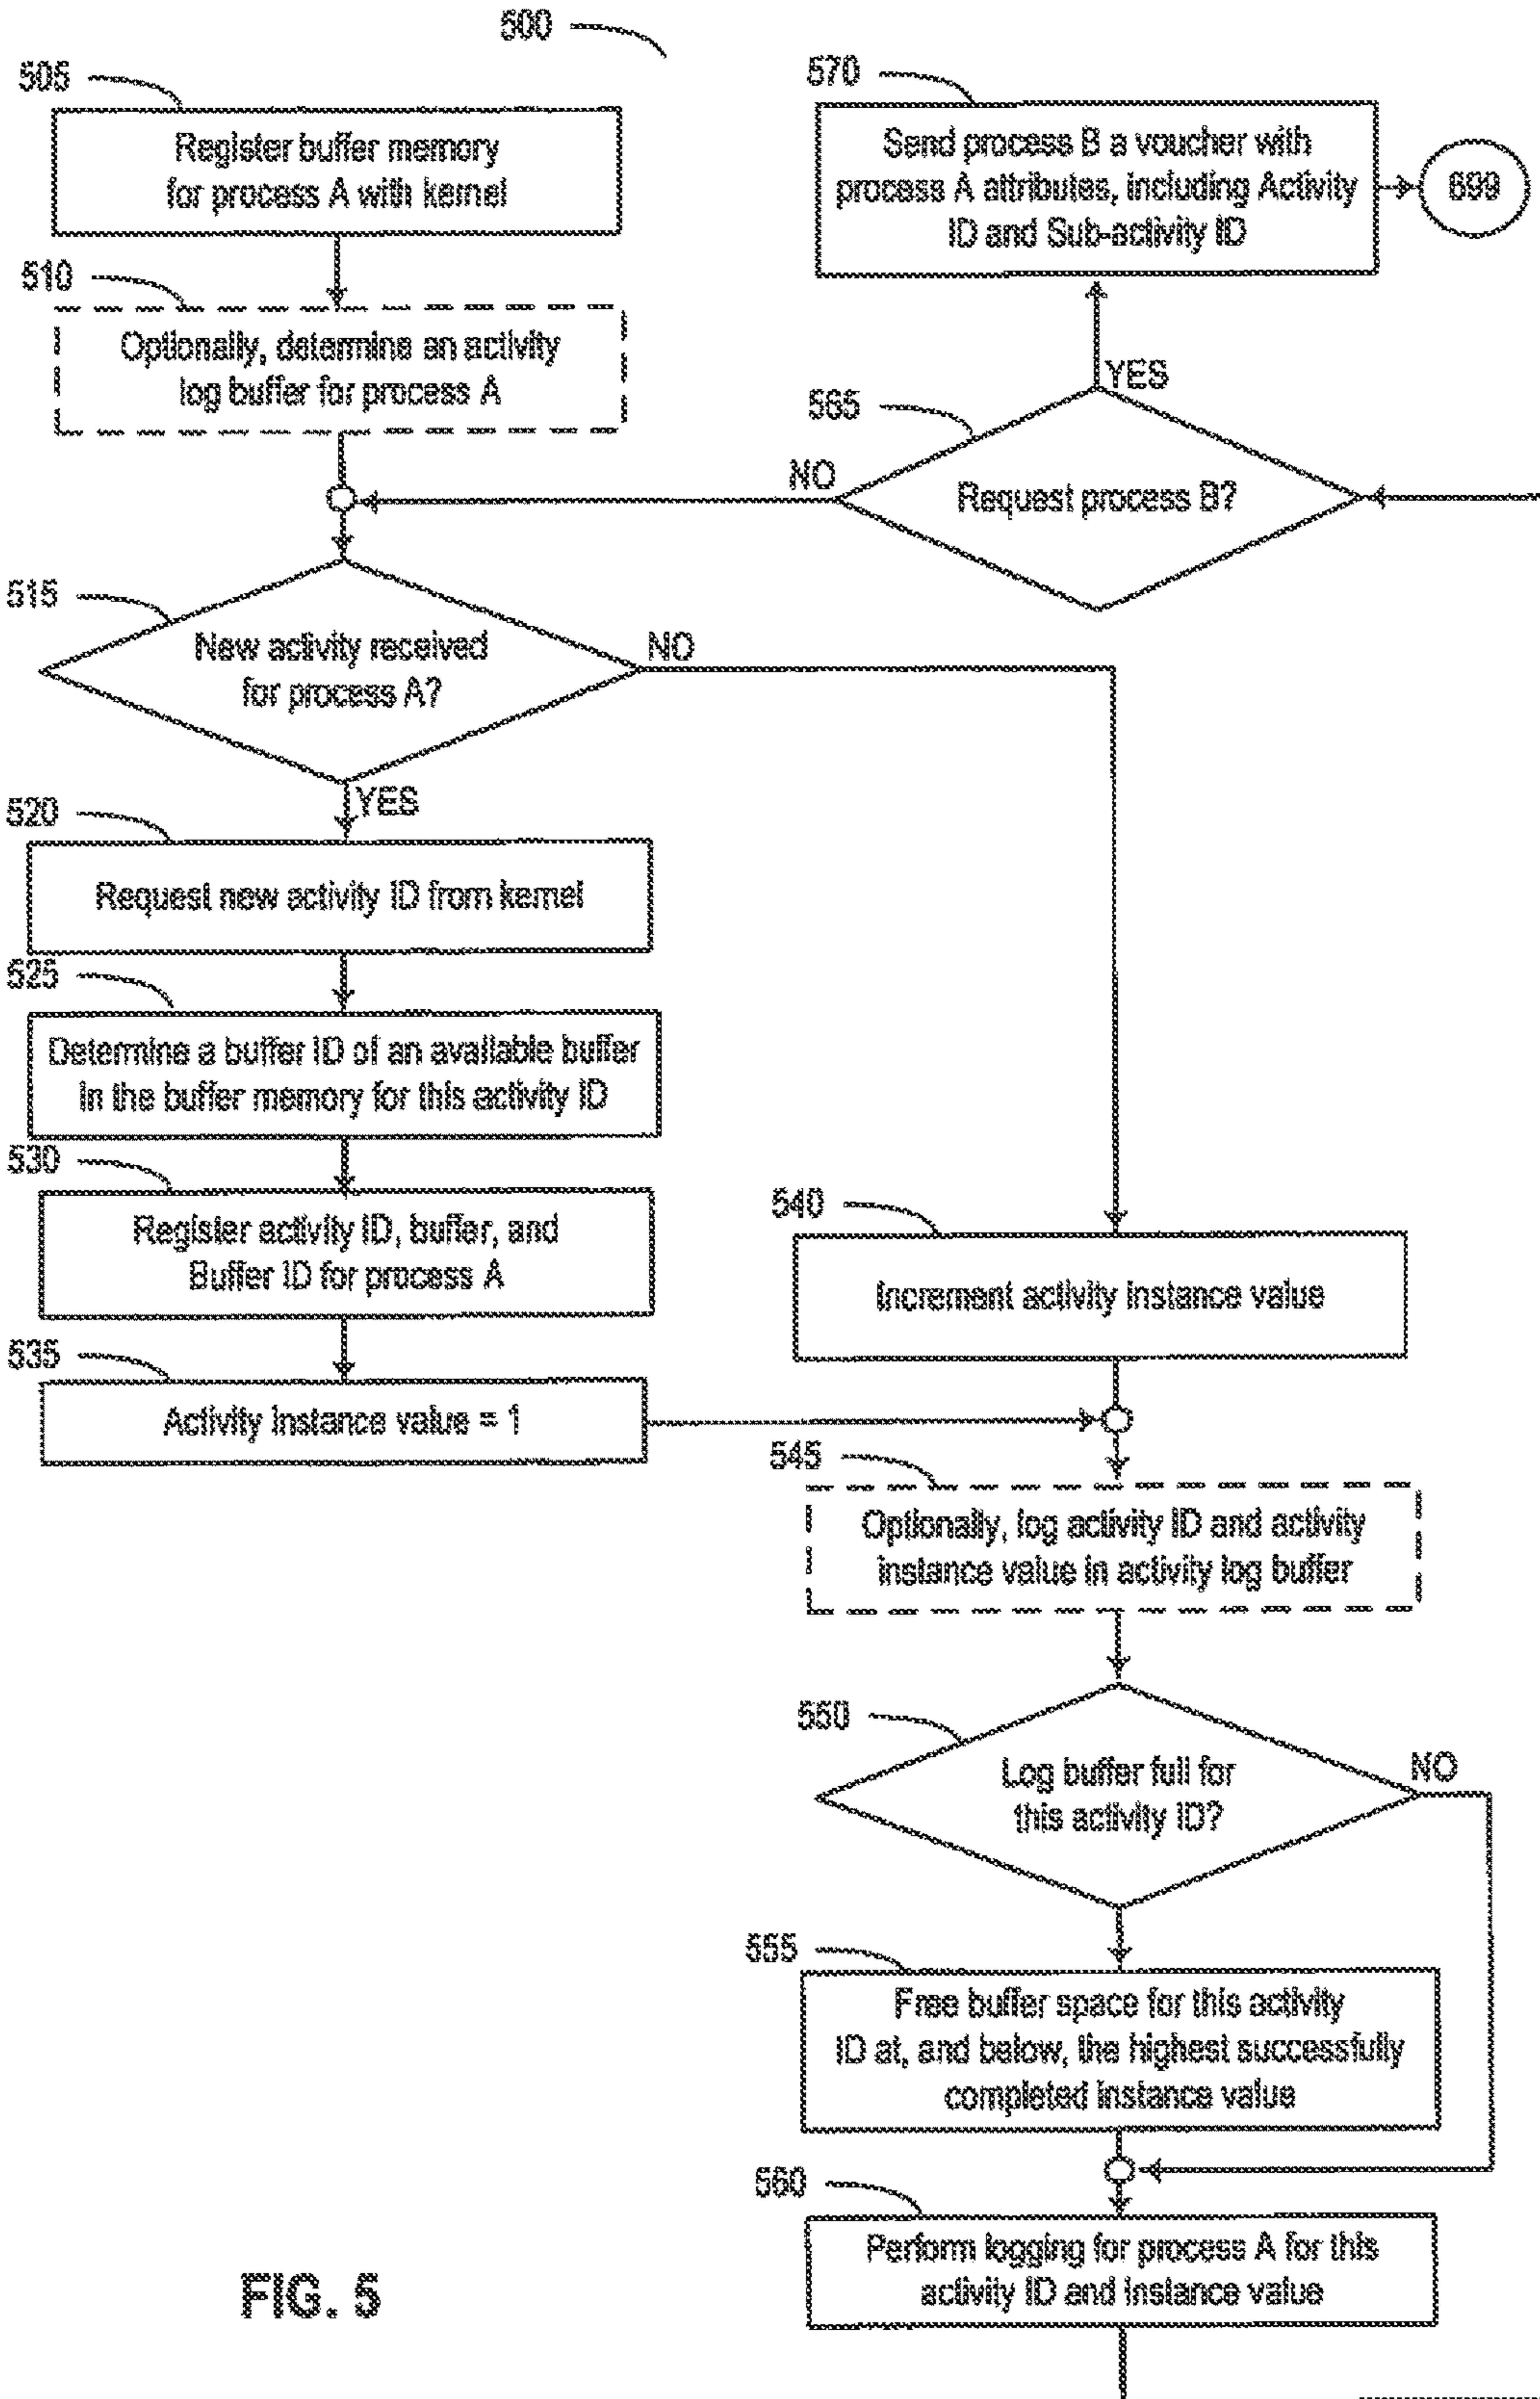 500
505
Register buffer memory
for process A with kernel
510
Optionally, determine an activity
log buffer for process A
515
New activity received
for process A?
NO
YES
520
Request new activity ID from kernel
525
Determine a buffer ID of an available buffer
in the buffer memory for this activity ID
530
Register activity ID, buffer, and
Buffer ID for process A
535
Activity instance value = 1
540
Increment activity instance value
545
Optionally, log activity ID and activity
instance value in activity log buffer
550
Log buffer full for
this activity ID?
NO
555
Free buffer space for this activity
ID at, and below, the highest successfully
completed instance value
560
Perform logging for process A for this
activity ID and instance value
565
Request process B?
NO
YES
570
Send process B a voucher with
process A attributes, including Activity
ID and Sub-activity ID
699
FIG. 5